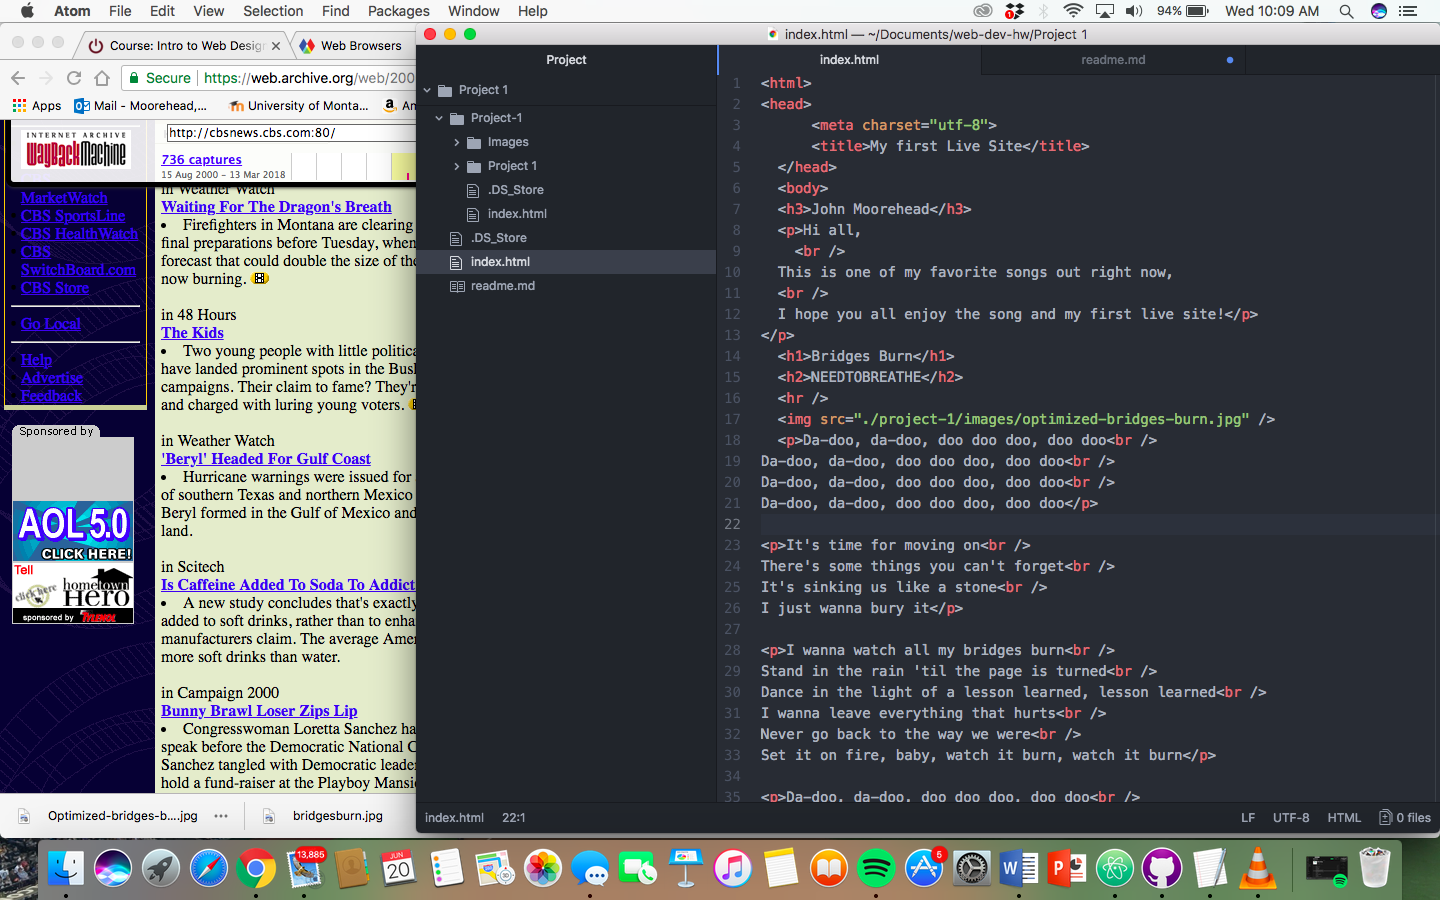 Atom File Edit View Selection Find Packages Window Help 94% Wed 10:09 AM
Course: Intro to Web Desig
Web Browsers
Secure https://web.archive.org/web/200
Apps Mail - Moorehead,... University of Monta... Am
INTERNET ARCHIVE
WayBackMachine
http://cbsnews.cbs.com:80/
736 captures
15 Aug 2000 – 13 Mar 2018
MarketWatch
CBS SportsLine
CBS HealthWatch
CBS
SwitchBoard.com
CBS Store
Go Local
Help
Advertise
Feedback
Sponsored by
AOL 5.0
CLICK HERE!
Tell
click here
hometown
Hero
sponsored by TYLENOL
in Weather Watch
Waiting For The Dragon's Breath
• Firefighters in Montana are clearing
final preparations before Tuesday, when
forecast that could double the size of the
now burning.
in 48 Hours
The Kids
• Two young people with little politica
have landed prominent spots in the Bush
campaigns. Their claim to fame? They'r
and charged with luring young voters.
in Weather Watch
'Beryl' Headed For Gulf Coast
• Hurricane warnings were issued for
of southern Texas and northern Mexico
Beryl formed in the Gulf of Mexico and
land.
in Scitech
Is Caffeine Added To Soda To Addict
• A new study concludes that's exactly
added to soft drinks, rather than to enha
manufacturers claim. The average Amer
more soft drinks than water.
in Campaign 2000
Bunny Brawl Loser Zips Lip
• Congresswoman Loretta Sanchez ha
speak before the Democratic National C
Sanchez tangled with Democratic leade
hold a fund-raiser at the Playboy Mansi
Optimized-bridges-b....jpg
bridgesburn.jpg
index.html — ~/Documents/web-dev-hw/Project 1
Project
Project 1
Project-1
Images
Project 1
.DS_Store
index.html
.DS_Store
index.html
readme.md
index.html
readme.md
1 <html>
2 <head>
3 <meta charset="utf-8">
4 <title>My first Live Site</title>
5 </head>
6 <body>
7 <h3>John Moorehead</h3>
8 <p>Hi all,
9 <br />
10 This is one of my favorite songs out right now,
11 <br />
12 I hope you all enjoy the song and my first live site!</p>
13 </p>
14 <h1>Bridges Burn</h1>
15 <h2>NEEDTOBREATHE</h2>
16 <hr />
17 <img src="./project-1/images/optimized-bridges-burn.jpg" />
18 <p>Da-doo, da-doo, doo doo doo, doo doo<br />
19 Da-doo, da-doo, doo doo doo, doo doo<br />
20 Da-doo, da-doo, doo doo doo, doo doo<br />
21 Da-doo, da-doo, doo doo doo, doo doo</p>
22
23 <p>It's time for moving on<br />
24 There's some things you can't forget<br />
25 It's sinking us like a stone<br />
26 I just wanna bury it</p>
27
28 <p>I wanna watch all my bridges burn<br />
29 Stand in the rain 'til the page is turned<br />
30 Dance in the light of a lesson learned, lesson learned<br />
31 I wanna leave everything that hurts<br />
32 Never go back to the way we were<br />
33 Set it on fire, baby, watch it burn, watch it burn</p>
34
35 <p>Da-doo, da-doo, doo doo doo, doo doo<br />
index.html 22:1 LF UTF-8 HTML 0 files
13,885
JUN
20
5